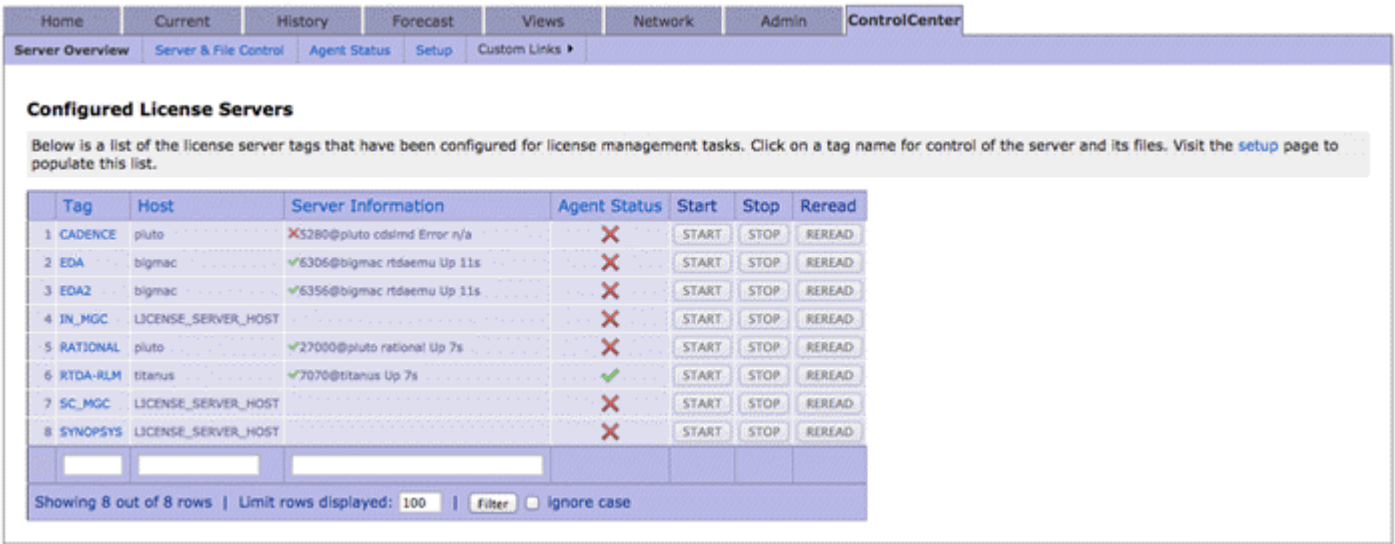 Home Current History Forecast Views Network Admin ControlCenter
Server Overview Server & File Control Agent Status Setup Custom Links
Configured License Servers
Below is a list of the license server tags that have been configured for license management tasks. Click on a tag name for control of the server and its files. Visit the setup page to
populate this list.
Tag Host Server Information Agent Status Start Stop Reread
1 CADENCE pluto 5280@pluto cdslmd Error n/a START STOP REREAD
2 EDA bigmac 6306@bigmac rtdaemu Up 11s START STOP REREAD
3 EDA2 bigmac 6356@bigmac rtdaemu Up 11s START STOP REREAD
4 IN_MGC LICENSE_SERVER_HOST START STOP REREAD
5 RATIONAL pluto 27000@pluto rational Up 7s START STOP REREAD
6 RTDA-RLM titanus 7070@titanus Up 7s START STOP REREAD
7 SC_MGC LICENSE_SERVER_HOST START STOP REREAD
8 SYNOPSYS LICENSE_SERVER_HOST START STOP REREAD
Showing 8 out of 8 rows | Limit rows displayed: 100 | Filter ignore case